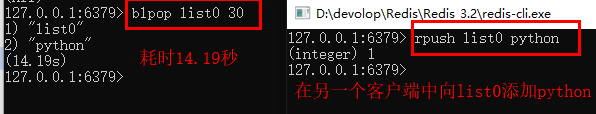 127.0.0.1:6379> blpop list0 30
1) "list0"
2) "python"
(14.19s)
127.0.0.1:6379>
耗时14.19秒
D:\devolop\Redis\Redis 3.2\redis-cli.exe
127.0.0.1:6379> rpush list0 python
(integer) 1
127.0.0.1:6379>
在另一个客户端中向list0添加python